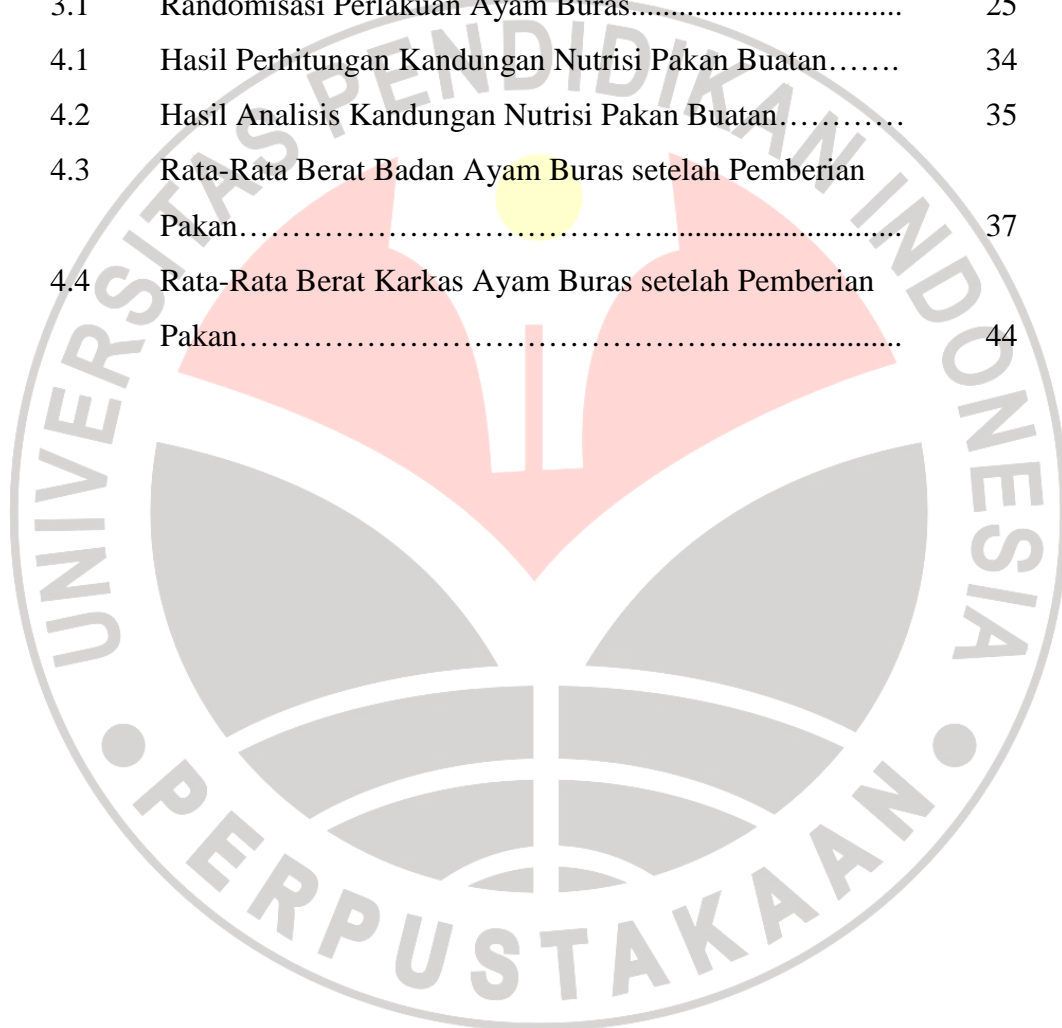 3.1 Randomisasi Perlakuan Ayam Buras.................................. 25
4.1 Hasil Perhitungan Kandungan Nutrisi Pakan Buatan……. 34
4.2 Hasil Analisis Kandungan Nutrisi Pakan Buatan………… 35
4.3 Rata-Rata Berat Badan Ayam Buras setelah Pemberian
Pakan…………………………………….............................. 37
4.4 Rata-Rata Berat Karkas Ayam Buras setelah Pemberian
Pakan……………………………………………................... 44
UNIVERSITAS PENDIDIKAN INDONESIA
PERPUSTAKAAN